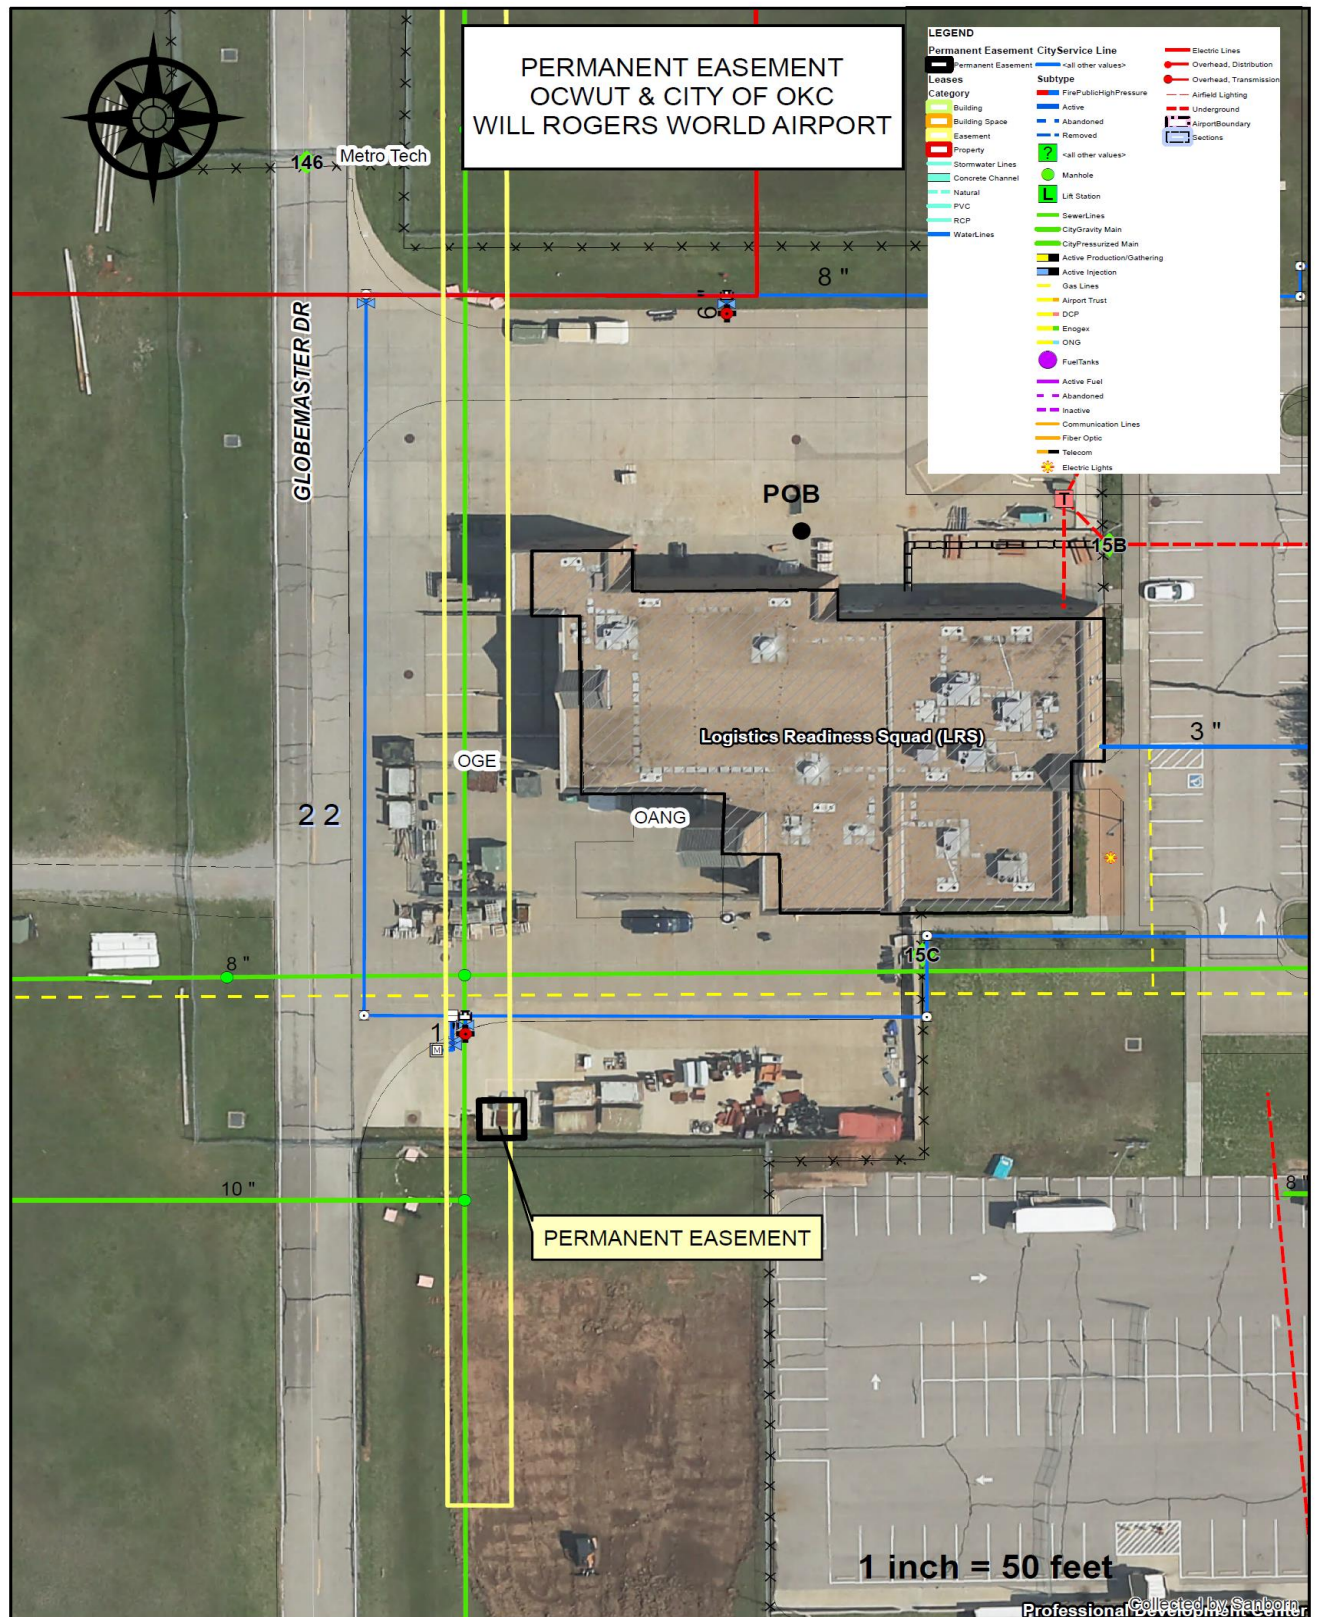 PERMANENT EASEMENT
OCWUT & CITY OF OKC
WILL ROGERS WORLD AIRPORT
LEGEND
Permanent Easement
Permanent Easement
Leases
Category
Building
Building Space
Easement
Property
Stormwater Lines
Concrete Channel
Natural
PVC
RCP
WaterLines
CityService Line
<all other values>
Subtype
FirePublicHighPressure
Active
Abandoned
Removed
? <all other values>
Manhole
L Lift Station
SewerLines
CityGravity Main
CityPressurized Main
Active Production/Gathering
Active Injection
Gas Lines
Airport Trust
DCP
Enogex
ONG
FuelTanks
Active Fuel
Abandoned
Inactive
Communication Lines
Fiber Optic
Telecom
Electric Lights
Electric Lines
Overhead, Distribution
Overhead, Transmission
Airfield Lighting
Underground
AirportBoundary
Sections
146
Metro Tech
8 "
6 "
GLOBEMASTER DR
POB
T
15B
Logistics Readiness Squad (LRS)
3 "
OGE
22
OANG
8 "
15C
1
M
10 "
8 "
PERMANENT EASEMENT
1 inch = 50 feet
Collected by Sanborn
Professional Development Center